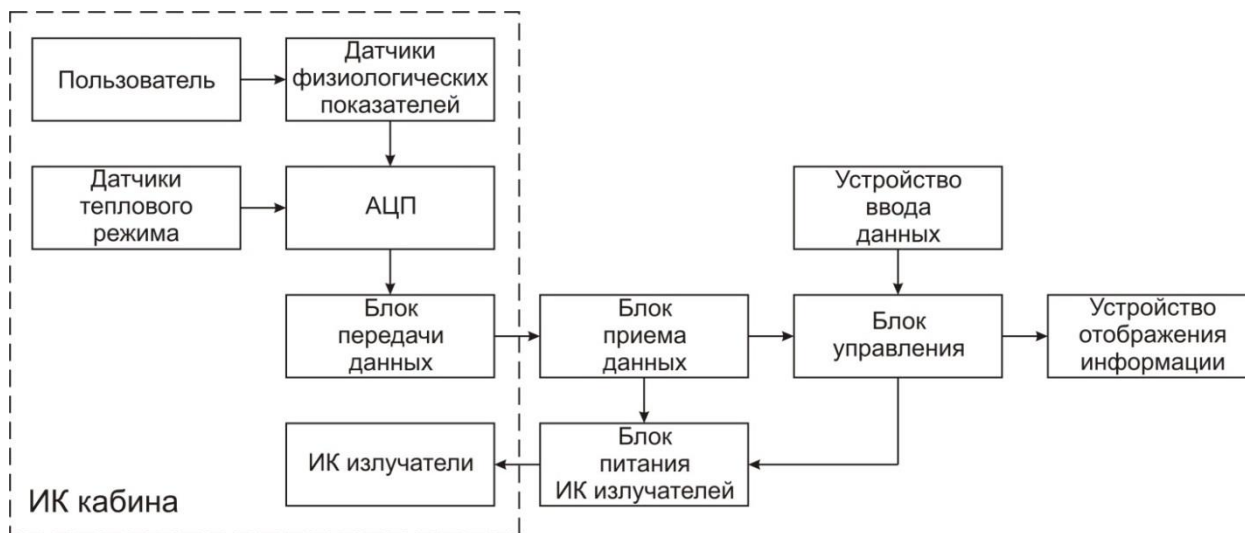 Пользователь
Датчики
физиологических
показателей
Датчики
теплового
режима
АЦП
Устройство
ввода
данных
Блок
передачи
данных
Блок
приема
данных
Блок
управления
Устройство
отображения
информации
ИК излучатели
Блок
питания
ИК излучателей
ИК кабина